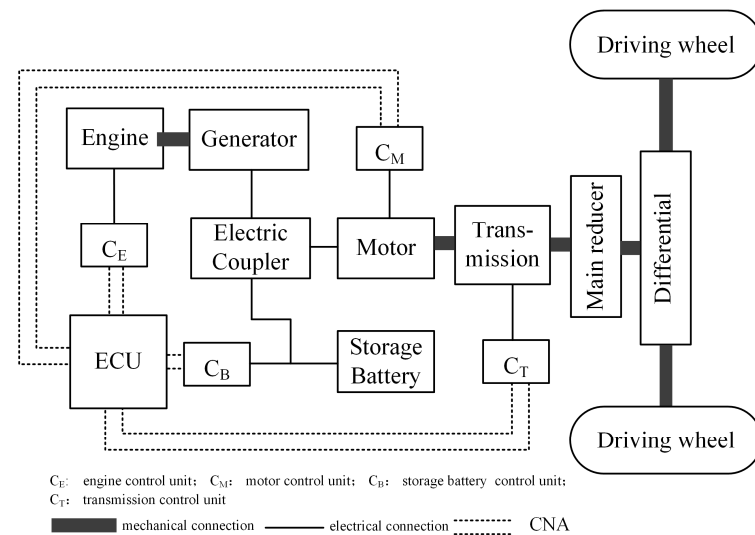 Driving wheel
Engine
Generator
C_M
Electric
Coupler
Motor
Trans-
mission
Main reducer
Differential
C_E
ECU
C_B
Storage
Battery
C_T
Driving wheel
C_E: engine control unit; C_M: motor control unit; C_B: storage battery control unit;
C_T: transmission control unit
mechanical connection electrical connection CNA